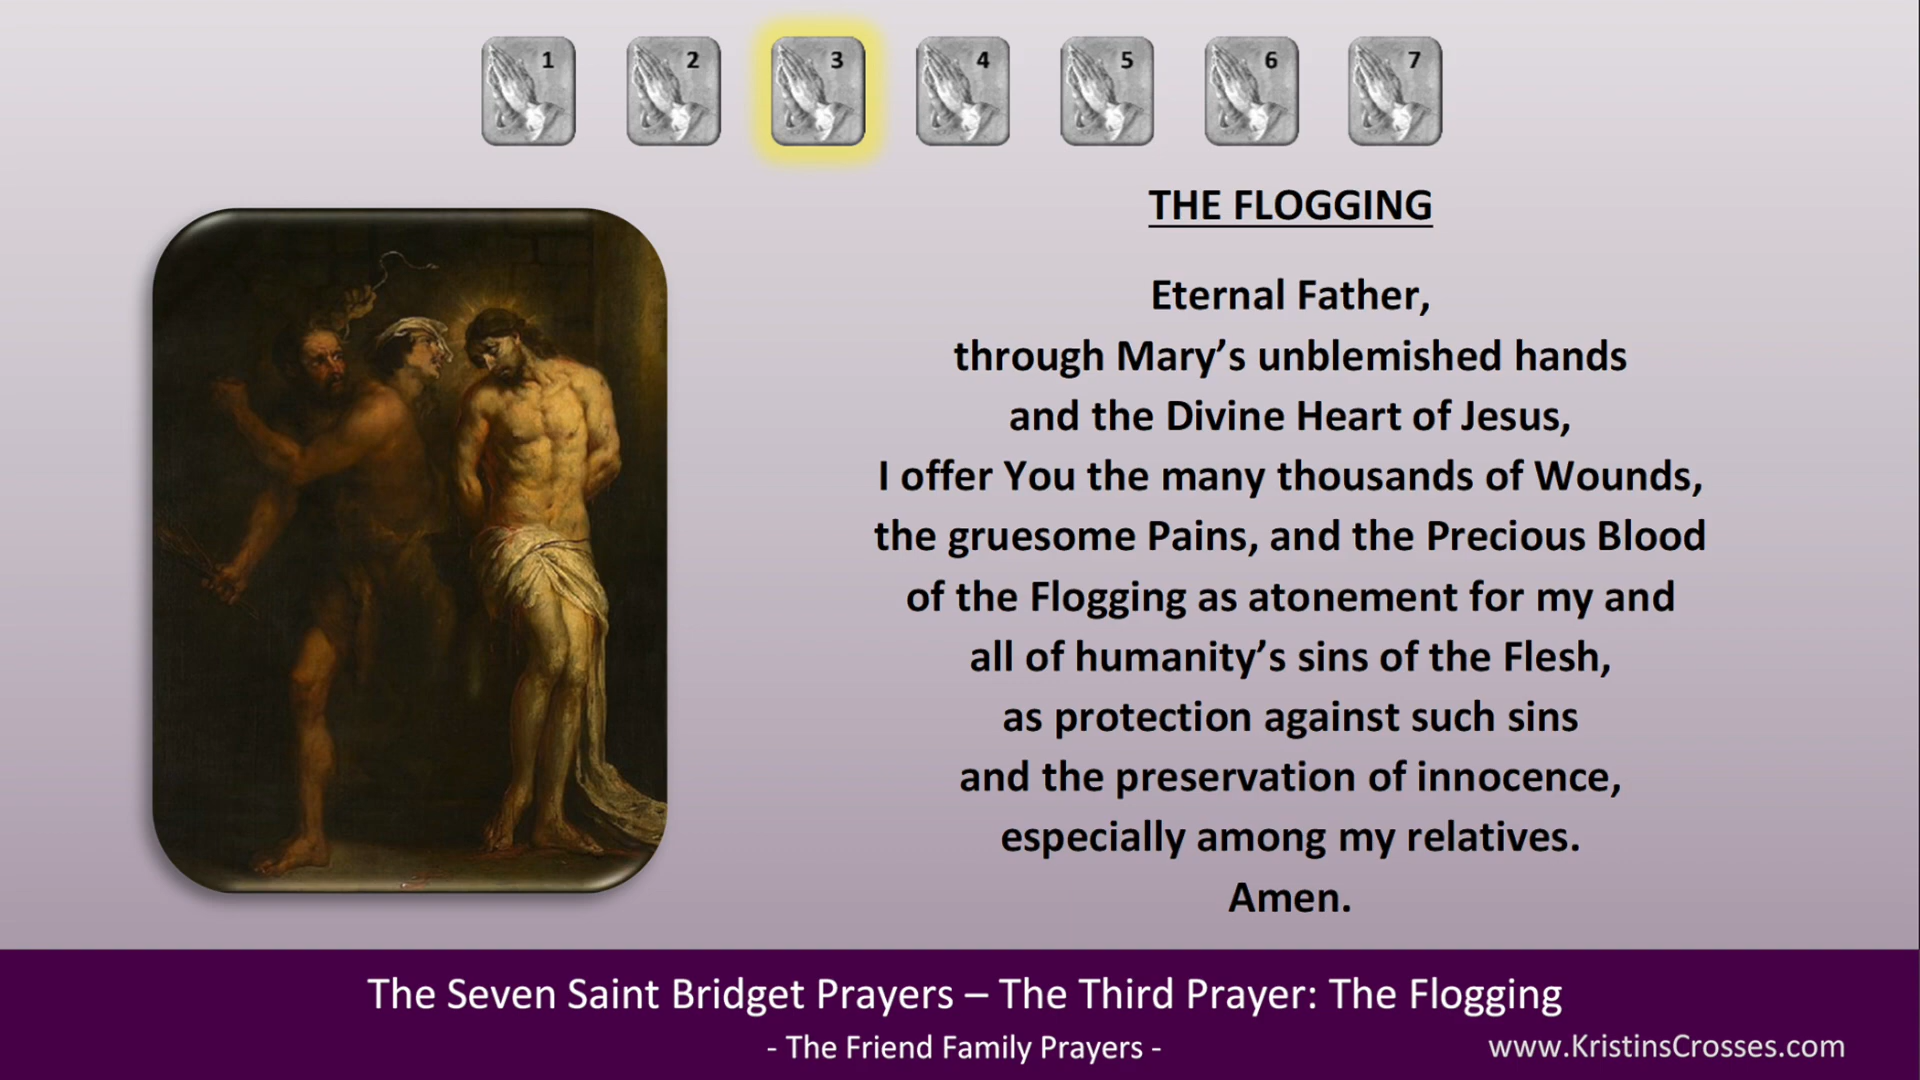 1 2 3 4 5 6 7
THE FLOGGING
Eternal Father,
through Mary’s unblemished hands
and the Divine Heart of Jesus,
I offer You the many thousands of Wounds,
the gruesome Pains, and the Precious Blood
of the Flogging as atonement for my and
all of humanity’s sins of the Flesh,
as protection against such sins
and the preservation of innocence,
especially among my relatives.
Amen.
The Seven Saint Bridget Prayers – The Third Prayer: The Flogging
- The Friend Family Prayers -
www.KristinsCrosses.com